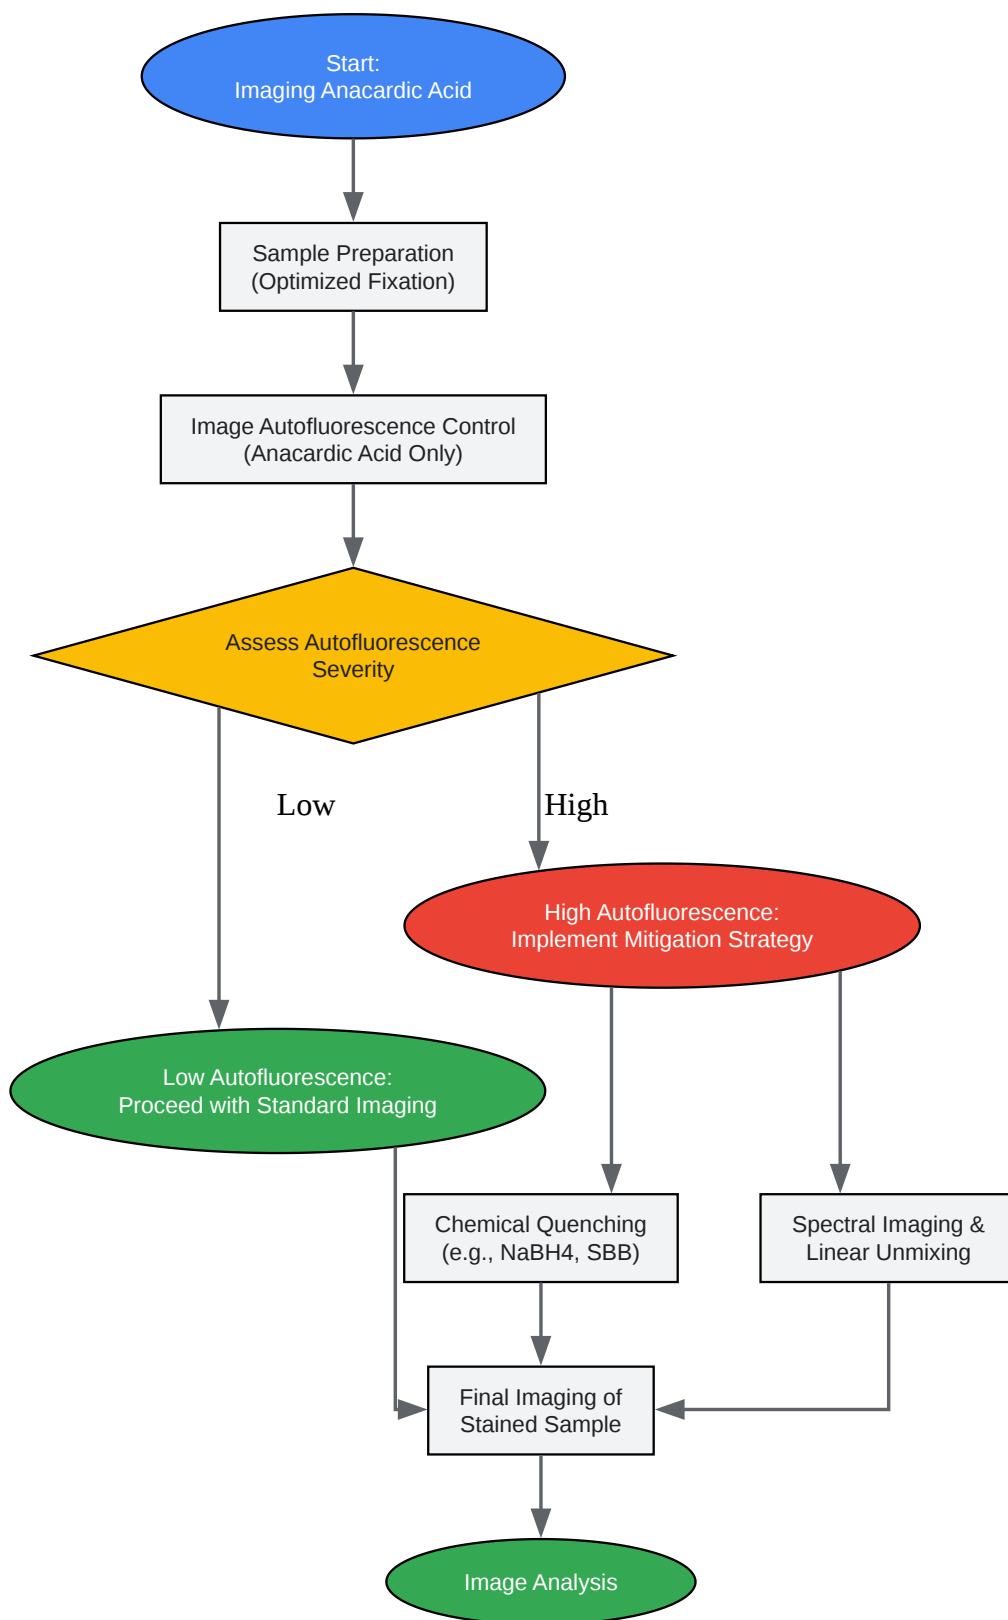 Start:
Imaging Anacardic Acid
Sample Preparation
(Optimized Fixation)
Image Autofluorescence Control
(Anacardic Acid Only)
Assess Autofluorescence
Severity
Low
High
High Autofluorescence:
Implement Mitigation Strategy
Low Autofluorescence:
Proceed with Standard Imaging
Chemical Quenching
(e.g., NaBH4, SBB)
Spectral Imaging &
Linear Unmixing
Final Imaging of
Stained Sample
Image Analysis